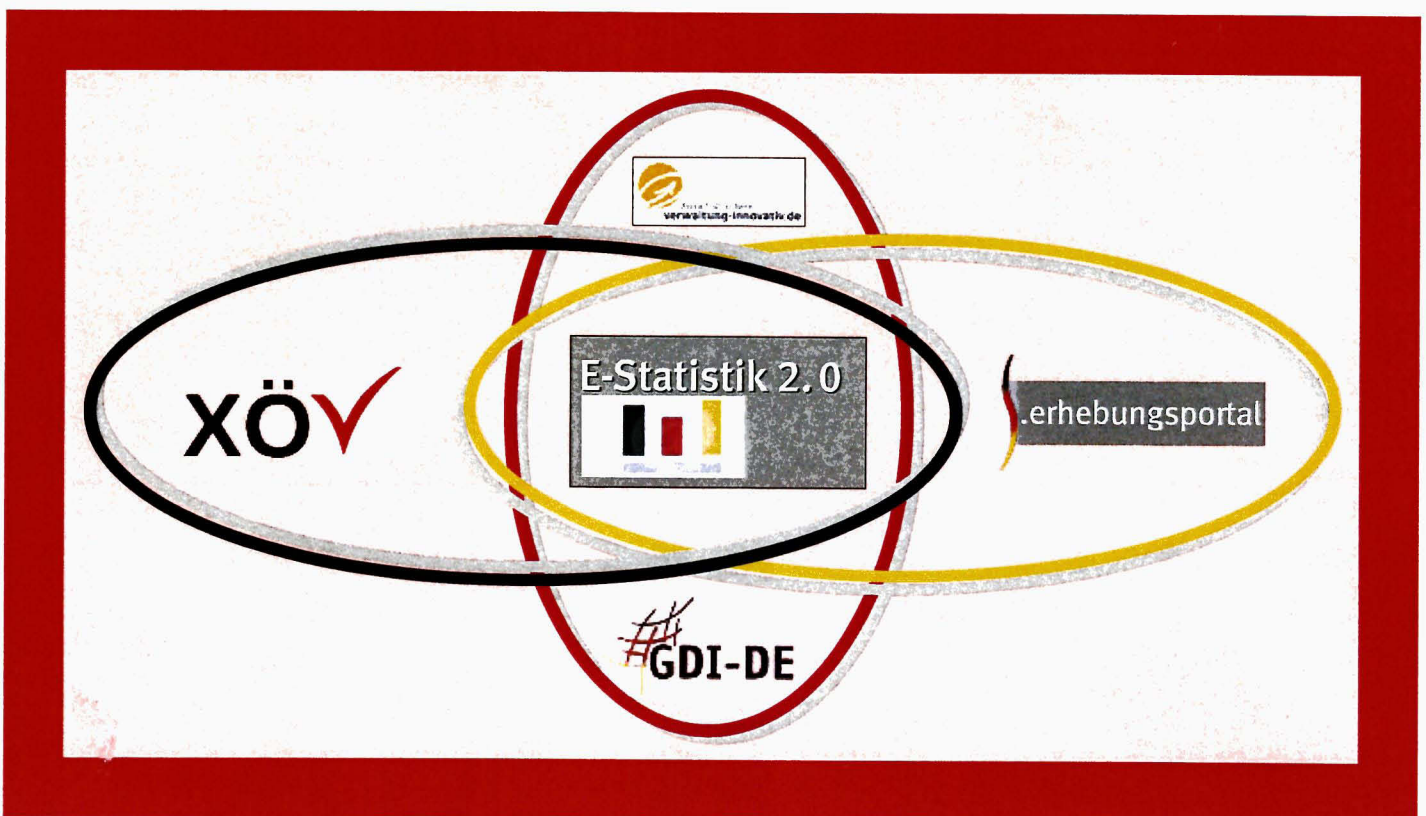 verwaltung-innovativ.de
E-Statistik 2.0
XÖV
.erhebungsportal
GDI-DE